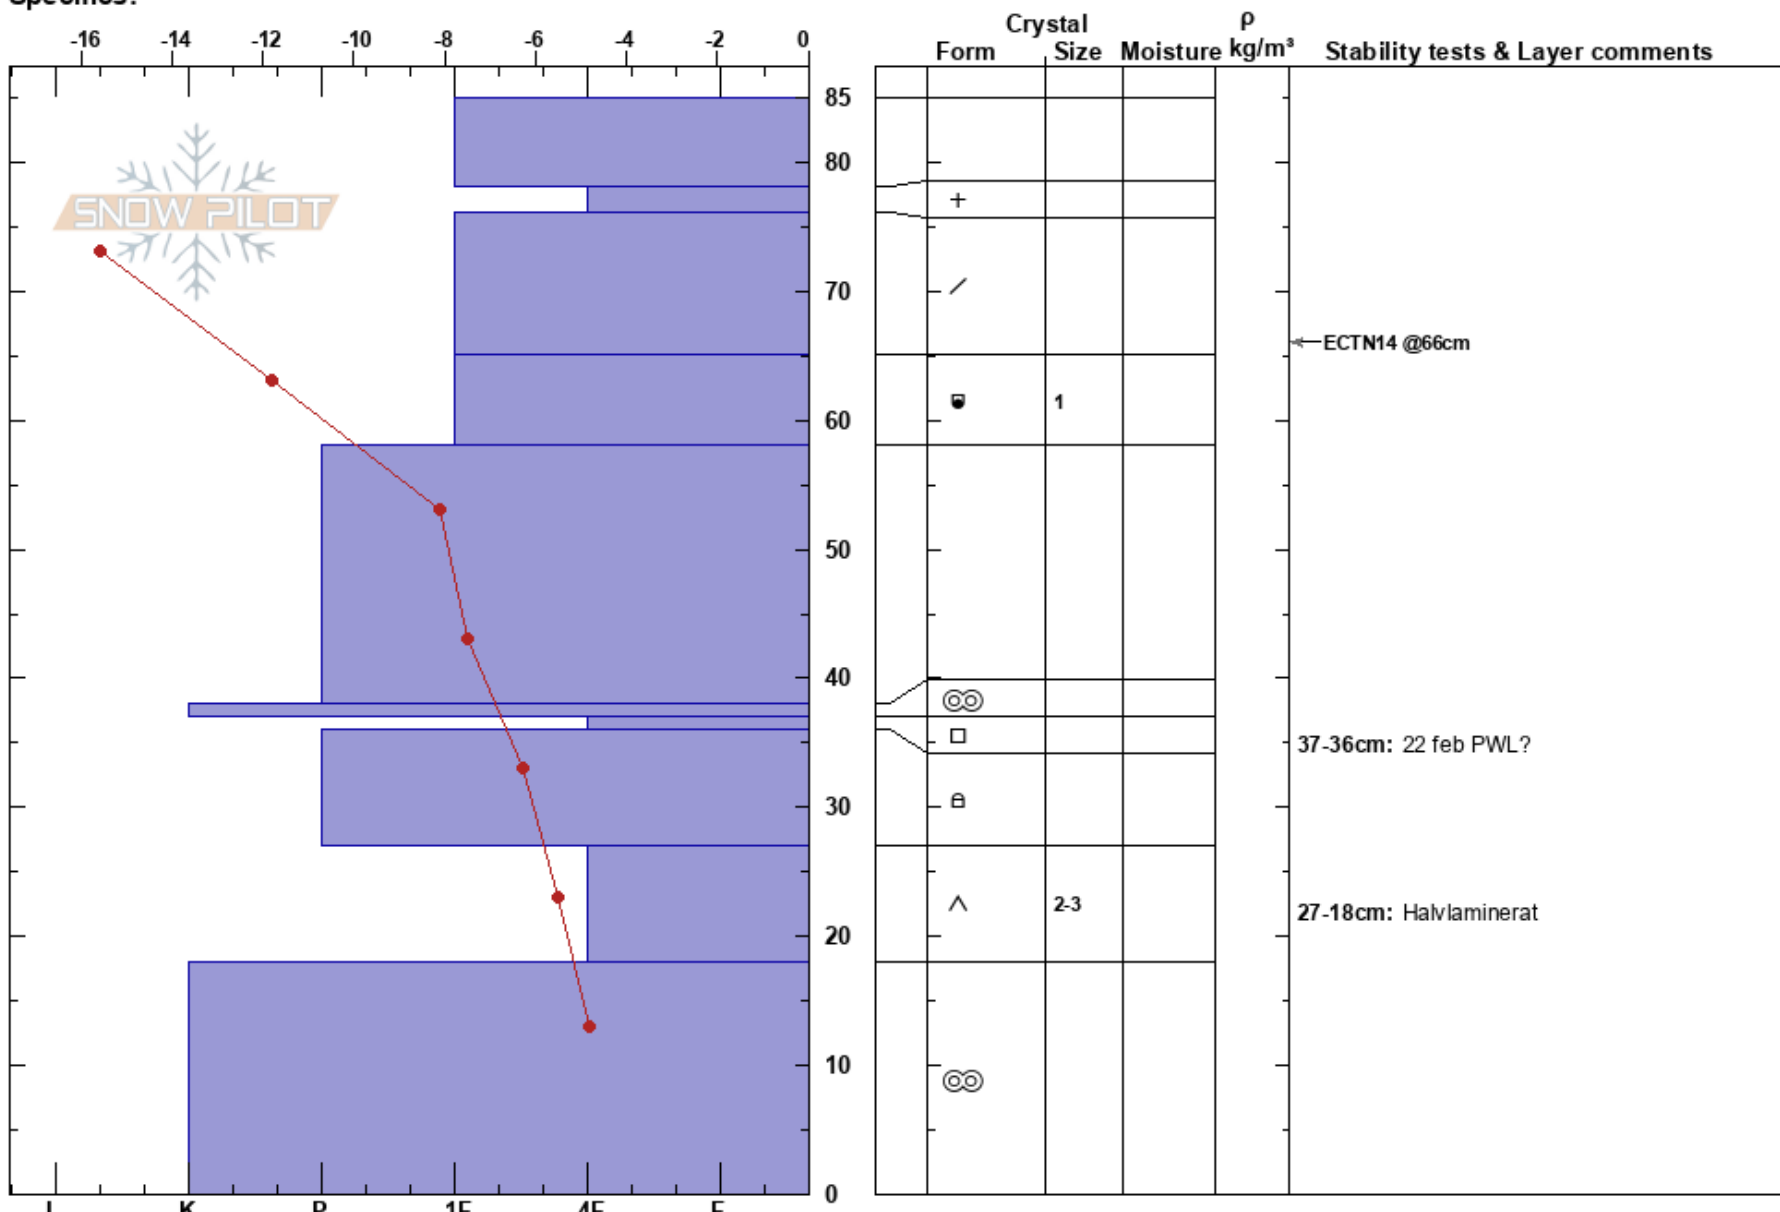 Specifics:
Crystal ρ
-16 -14 -12 -10 -8 -6 -4 -2 0
Form Size Moisture kg/m³ Stability tests & Layer comments
85
80
SNOW PILOT
70
ECTN14 @66cm
1
60
50
40
37-36cm: 22 feb PWL?
30
2-3
27-18cm: Halvlaminerat
20
10
0
I K P 1F 4F F